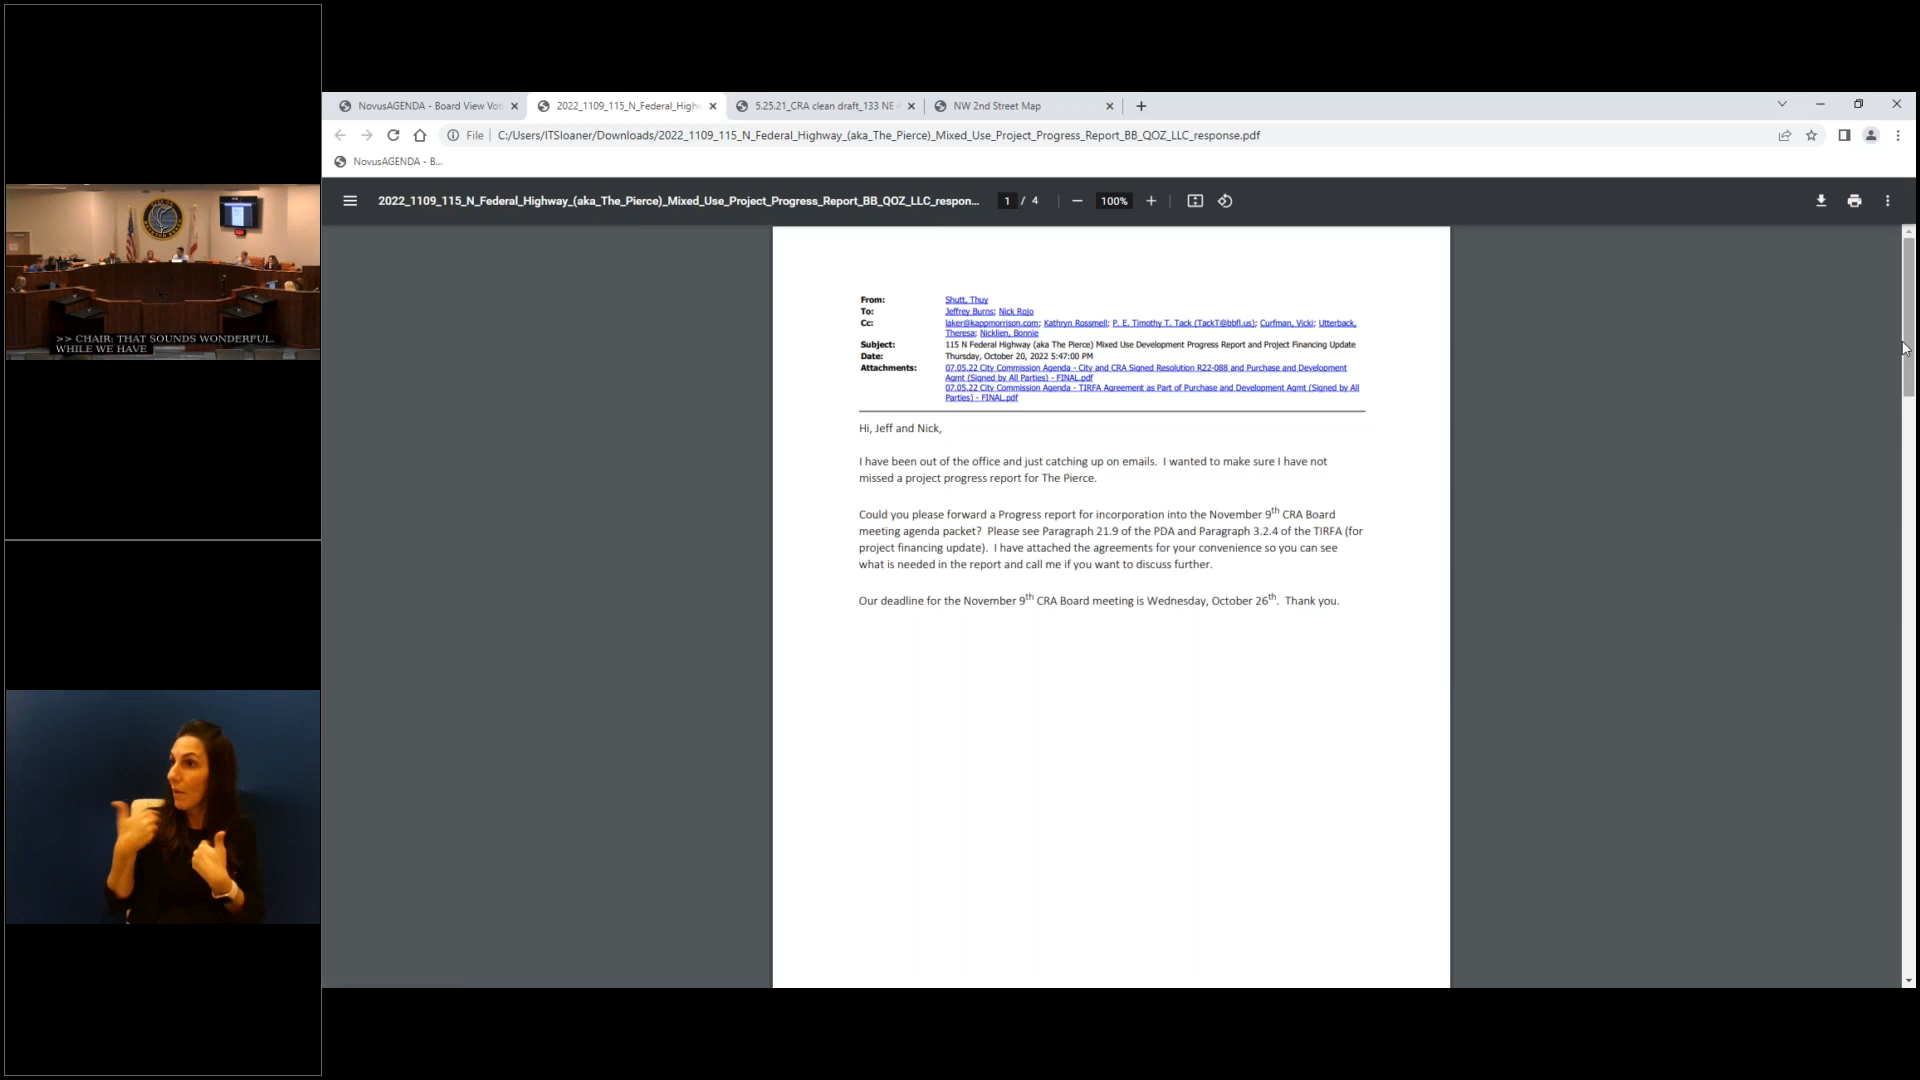 >> CHAIR: THAT SOUNDS WONDERFUL.
WHILE WE HAVE
NovusAGENDA - Board View Vot
2022_1109_115_N_Federal_High
5.25.21_CRA clean draft_133 NE
NW 2nd Street Map
File
C:/Users/ITSloaner/Downloads/2022_1109_115_N_Federal_Highway_(aka_The_Pierce)_Mixed_Use_Project_Progress_Report_BB_QOZ_LLC_response.pdf
NovusAGENDA - B...
2022_1109_115_N_Federal_Highway_(aka_The_Pierce)_Mixed_Use_Project_Progress_Report_BB_QOZ_LLC_respon...
1 / 4
100%
From: Shutt, Thuy
To: Jeffrey Burns; Nick Rojo
Cc: laker@kappmorrison.com; Kathryn Rossmell; P. E. Timothy T. Tack (TackT@bbfl.us); Curfman, Vicki; Utterback,
Theresa; Nicklien, Bonnie
Subject: 115 N Federal Highway (aka The Pierce) Mixed Use Development Progress Report and Project Financing Update
Date: Thursday, October 20, 2022 5:47:00 PM
Attachments: 07.05.22 City Commission Agenda - City and CRA Signed Resolution R22-088 and Purchase and Development
Agmt (Signed by All Parties) - FINAL.pdf
07.05.22 City Commission Agenda - TIRFA Agreement as Part of Purchase and Development Agmt (Signed by All
Parties) - FINAL.pdf
Hi, Jeff and Nick,
I have been out of the office and just catching up on emails. I wanted to make sure I have not
missed a project progress report for The Pierce.
Could you please forward a Progress report for incorporation into the November 9th CRA Board
meeting agenda packet? Please see Paragraph 21.9 of the PDA and Paragraph 3.2.4 of the TIRFA (for
project financing update). I have attached the agreements for your convenience so you can see
what is needed in the report and call me if you want to discuss further.
Our deadline for the November 9th CRA Board meeting is Wednesday, October 26th. Thank you.